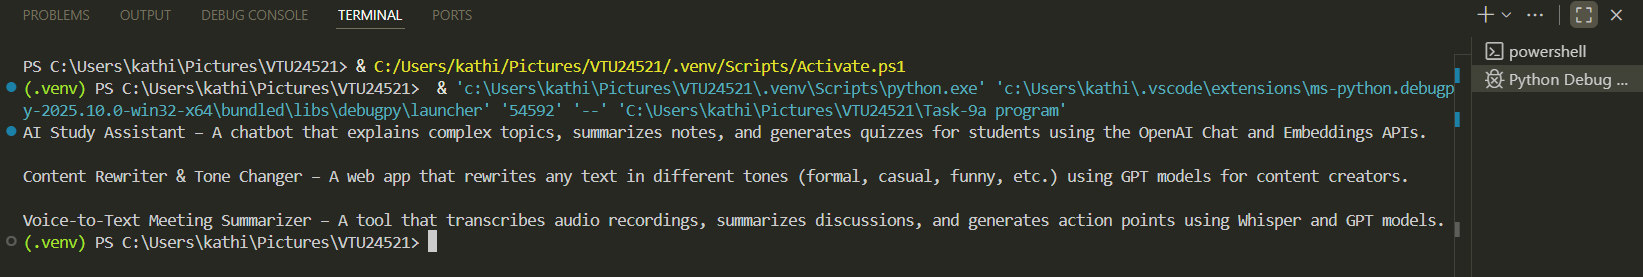 PROBLEMS OUTPUT DEBUG CONSOLE TERMINAL PORTS
powershell
Python Debug ...
PS C:\Users\kathi\Pictures\VTU24521> & C:/Users/kathi/Pictures/VTU24521/.venv/Scripts/Activate.ps1
(.venv) PS C:\Users\kathi\Pictures\VTU24521>  & 'c:\Users\kathi\Pictures\VTU24521\.venv\Scripts\python.exe' 'c:\Users\kathi\.vscode\extensions\ms-python.debugp
y-2025.10.0-win32-x64\bundled\libs\debugpy\launcher' '54592' '--' 'C:\Users\kathi\Pictures\VTU24521\Task-9a program'
AI Study Assistant – A chatbot that explains complex topics, summarizes notes, and generates quizzes for students using the OpenAI Chat and Embeddings APIs.
Content Rewriter & Tone Changer – A web app that rewrites any text in different tones (formal, casual, funny, etc.) using GPT models for content creators.
Voice-to-Text Meeting Summarizer – A tool that transcribes audio recordings, summarizes discussions, and generates action points using Whisper and GPT models.
(.venv) PS C:\Users\kathi\Pictures\VTU24521>